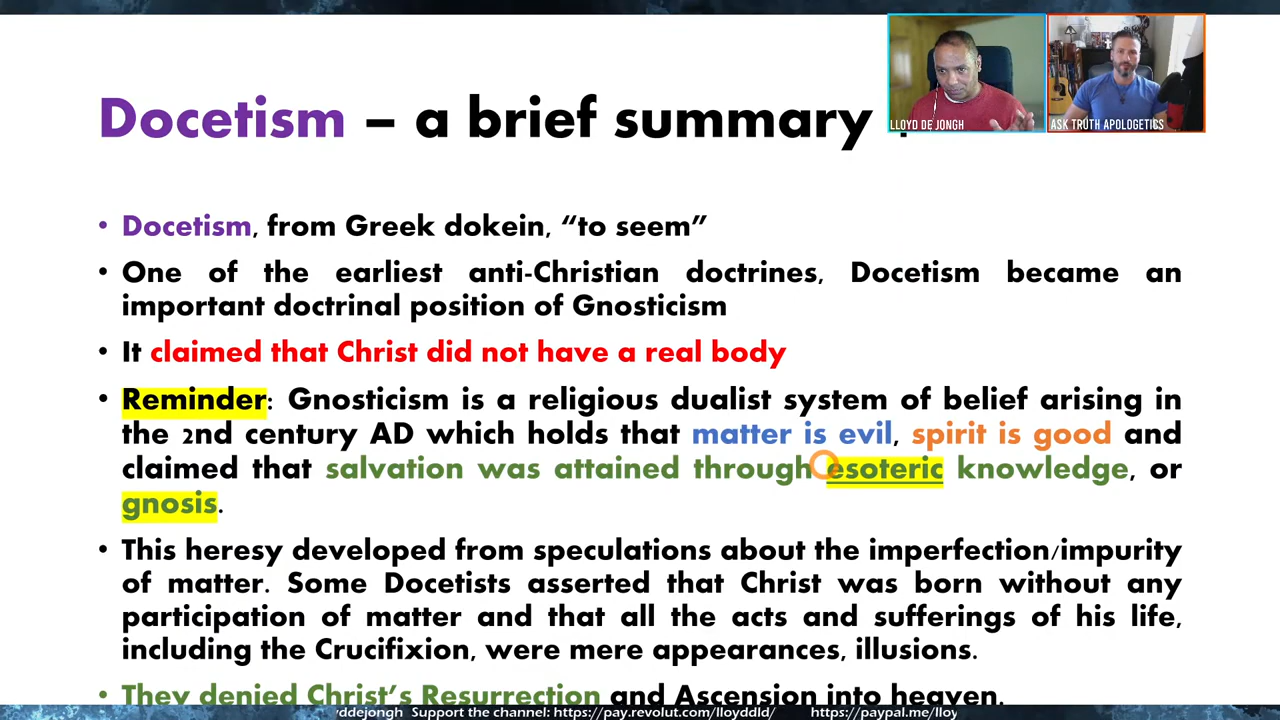 LLOYD DE JONGH
ASK TRUTH APOLOGETICS
Docetism – a brief summary
• Docetism, from Greek dokein, “to seem”
• One of the earliest anti-Christian doctrines, Docetism became an
important doctrinal position of Gnosticism
• It claimed that Christ did not have a real body
• Reminder: Gnosticism is a religious dualist system of belief arising in
the 2nd century AD which holds that matter is evil, spirit is good and
claimed that salvation was attained through esoteric knowledge, or
gnosis.
• This heresy developed from speculations about the imperfection/impurity
of matter. Some Docetists asserted that Christ was born without any
participation of matter and that all the acts and sufferings of his life,
including the Crucifixion, were mere appearances, illusions.
• They denied Christ’s Resurrection and Ascension into heaven.
yddejongh Support the channel: https://pay.revolut.com/lloyddld/ https://paypal.me/lloy